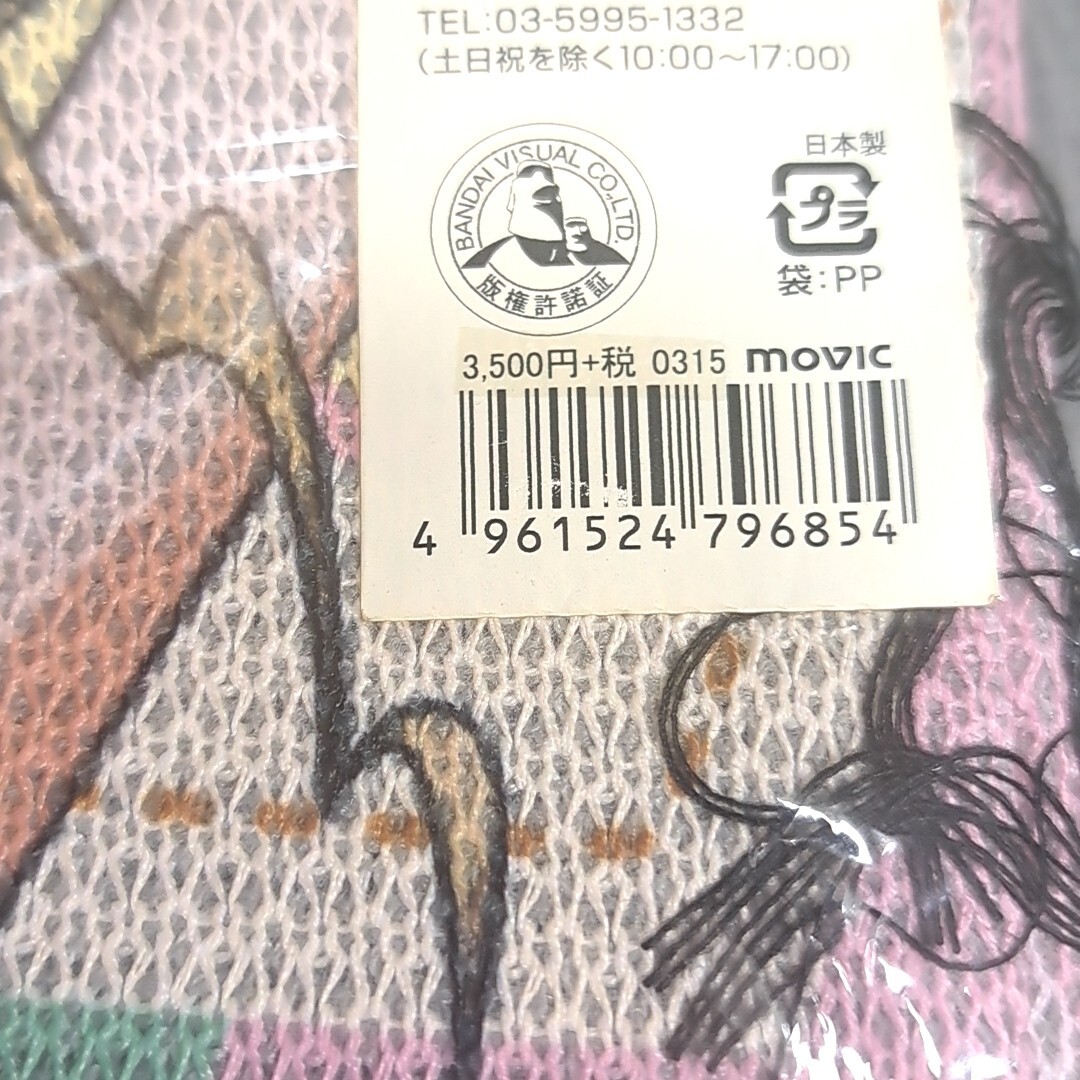 TEL:03-5995-1332
(土日祝を除く10:00～17:00)
BANDAI VISUAL CO.,LTD.
版権許諾証
日本製
プラ
袋:PP
3,500円+税 0315 movic
4 961524 796854